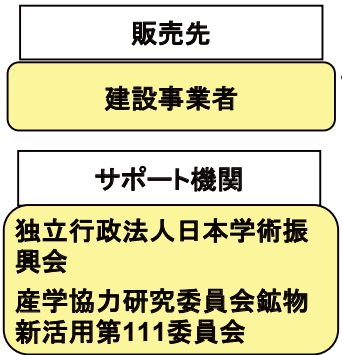 販売先
建設事業者
サポート機関
独立行政法人日本学術振
興会
産学協力研究委員会鉱物
新活用第111委員会